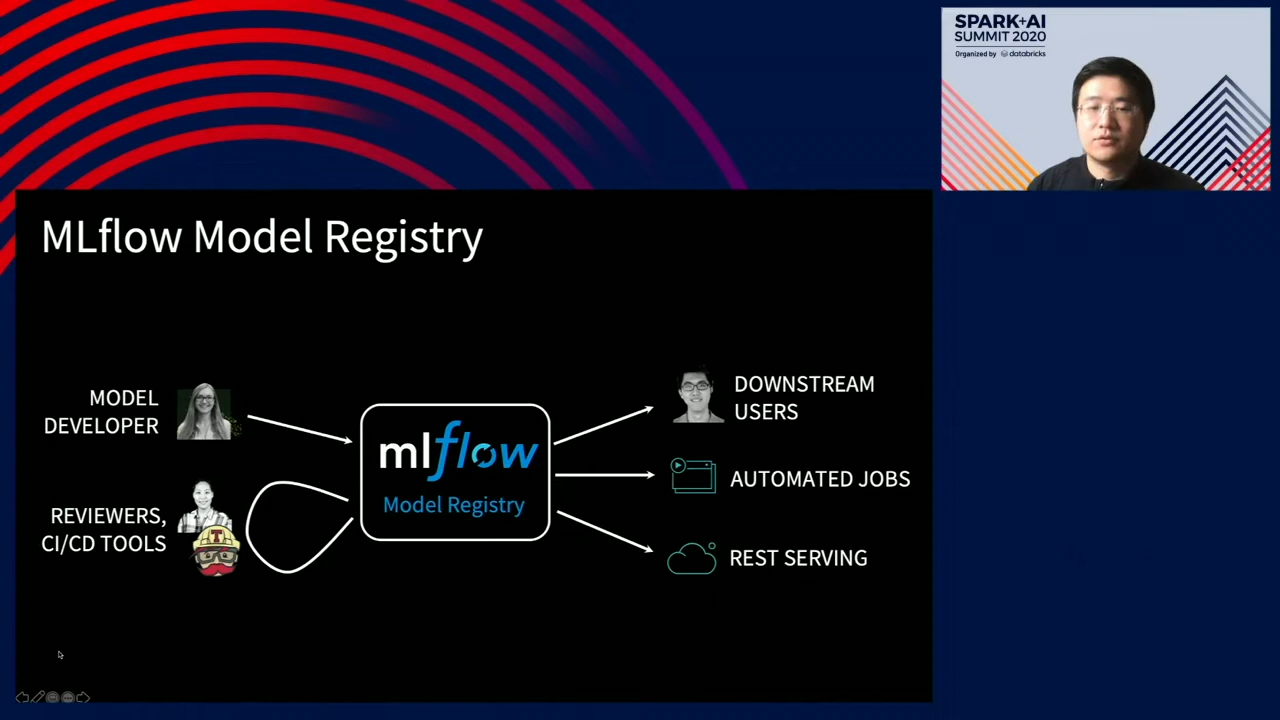 SPARK+AI
SUMMIT 2020
Organized by databricks
MLflow Model Registry
MODEL
DEVELOPER
REVIEWERS,
CI/CD TOOLS
T
mlflow
Model Registry
DOWNSTREAM
USERS
AUTOMATED JOBS
REST SERVING